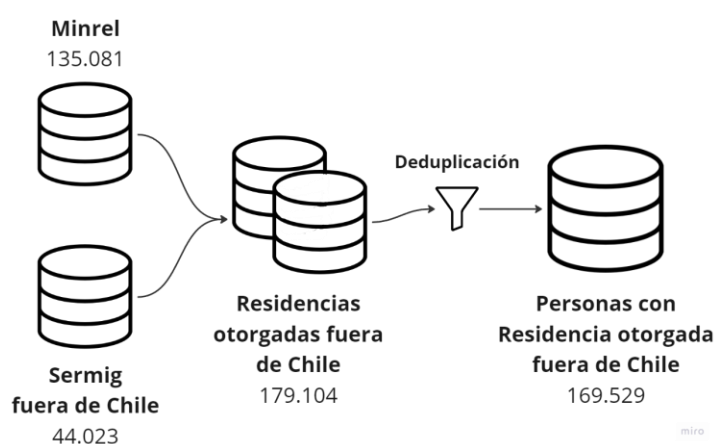 Minrel
135.081
Sermig
fuera de Chile
44.023
Residencias
otorgadas fuera
de Chile
179.104
Deduplicación
Personas con
Residencia otorgada
fuera de Chile
169.529
miro